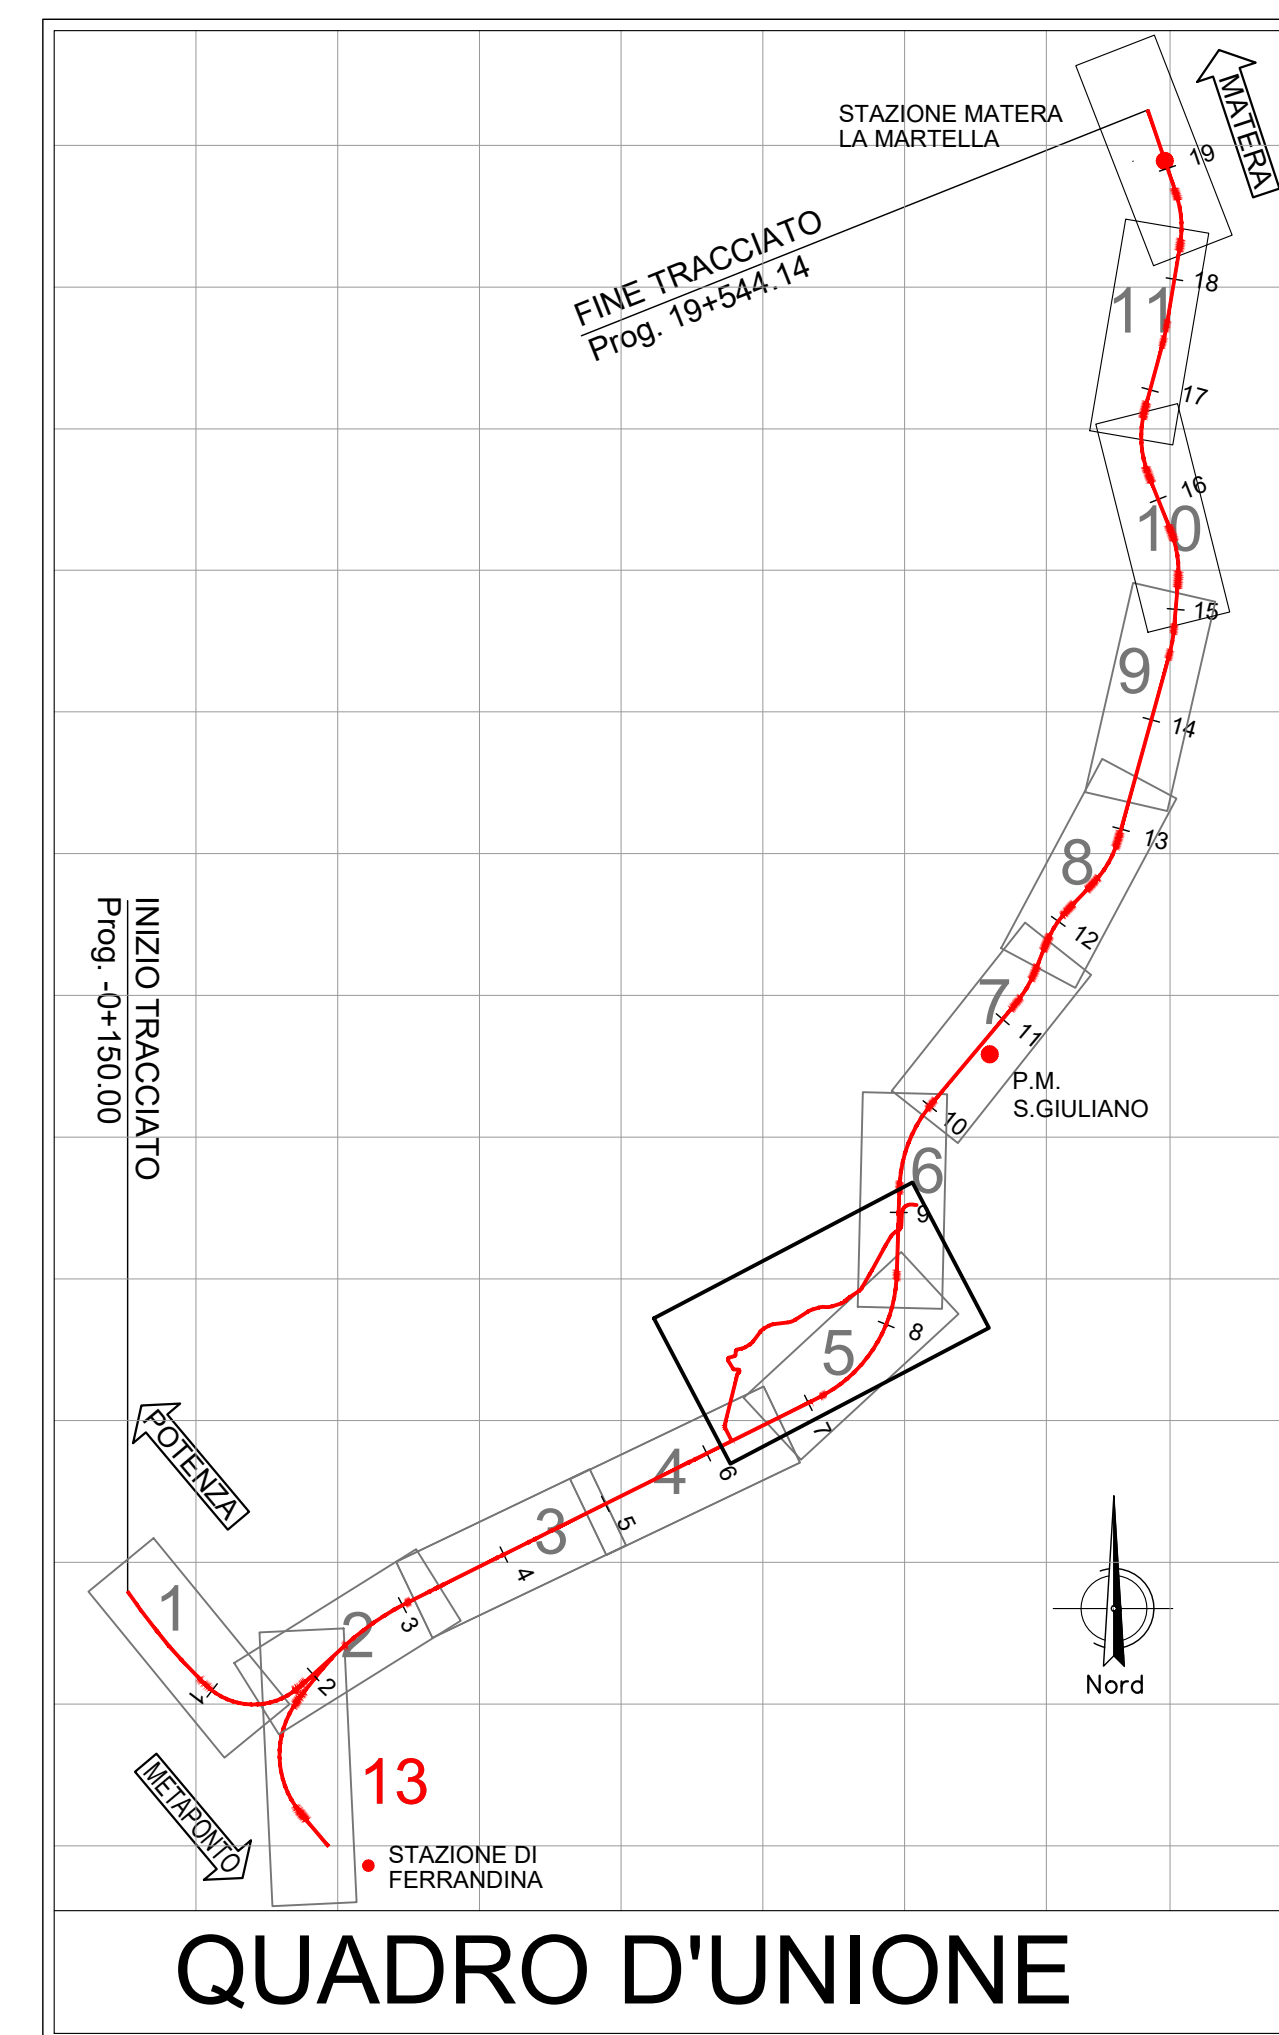 MATERA
STAZIONE MATERA
LA MARTELLA
19
FINE TRACCIATO
Prog. 19+544.14
18
11
17
16
10
15
9
14
13
8
12
7
11
P.M.
S.GIULIANO
10
INIZIO TRACCIATO
Prog. -0+150.00
6
9
8
5
7
POTENZA
4
6
3
5
4
1
2
3
2
1
Nord
13
METAPONTO
STAZIONE DI
FERRANDINA
QUADRO D'UNIONE